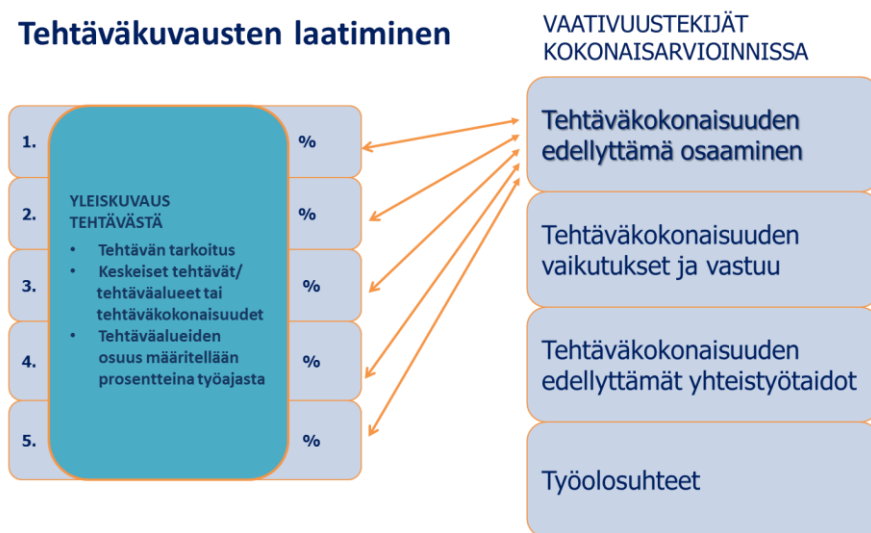 Tehtäväkuvausten laatiminen
1. %
2. %
3. %
4. %
5. %
YLEISKUVAUS
TEHTÄVÄSTÄ
• Tehtävän tarkoitus
• Keskeiset tehtävät/
tehtäväalueet tai
tehtäväkokonaisuudet
• Tehtäväalueiden
osuus määritellään
prosentteina työajasta
VAATIVUUSTEKIJÄT
KOKONAISARVIOINNISSA
Tehtäväkokonaisuuden
edellyttämä osaaminen
Tehtäväkokonaisuuden
vaikutukset ja vastuu
Tehtäväkokonaisuuden
edellyttämät yhteistyötaidot
Työolosuhteet